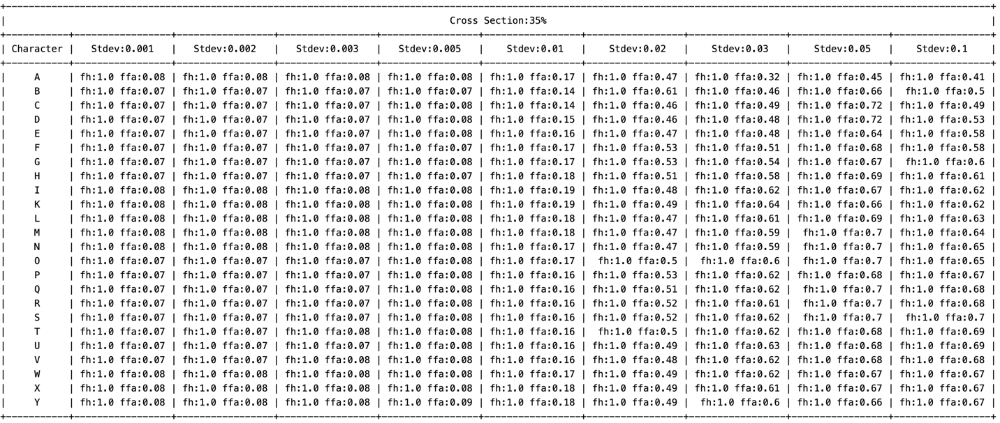 Cross Section:35%
| Character | Stdev:0.001 | Stdev:0.002 | Stdev:0.003 | Stdev:0.005 | Stdev:0.01 | Stdev:0.02 | Stdev:0.03 | Stdev:0.05 | Stdev:0.1 |
| A | fh:1.0 ffa:0.08 | fh:1.0 ffa:0.08 | fh:1.0 ffa:0.08 | fh:1.0 ffa:0.08 | fh:1.0 ffa:0.17 | fh:1.0 ffa:0.47 | fh:1.0 ffa:0.32 | fh:1.0 ffa:0.45 | fh:1.0 ffa:0.41 |
| B | fh:1.0 ffa:0.07 | fh:1.0 ffa:0.07 | fh:1.0 ffa:0.07 | fh:1.0 ffa:0.07 | fh:1.0 ffa:0.14 | fh:1.0 ffa:0.61 | fh:1.0 ffa:0.46 | fh:1.0 ffa:0.66 | fh:1.0 ffa:0.5 |
| C | fh:1.0 ffa:0.07 | fh:1.0 ffa:0.07 | fh:1.0 ffa:0.07 | fh:1.0 ffa:0.08 | fh:1.0 ffa:0.14 | fh:1.0 ffa:0.46 | fh:1.0 ffa:0.49 | fh:1.0 ffa:0.72 | fh:1.0 ffa:0.49 |
| D | fh:1.0 ffa:0.07 | fh:1.0 ffa:0.07 | fh:1.0 ffa:0.07 | fh:1.0 ffa:0.08 | fh:1.0 ffa:0.15 | fh:1.0 ffa:0.46 | fh:1.0 ffa:0.48 | fh:1.0 ffa:0.72 | fh:1.0 ffa:0.53 |
| E | fh:1.0 ffa:0.07 | fh:1.0 ffa:0.07 | fh:1.0 ffa:0.07 | fh:1.0 ffa:0.08 | fh:1.0 ffa:0.16 | fh:1.0 ffa:0.47 | fh:1.0 ffa:0.48 | fh:1.0 ffa:0.64 | fh:1.0 ffa:0.58 |
| F | fh:1.0 ffa:0.07 | fh:1.0 ffa:0.07 | fh:1.0 ffa:0.07 | fh:1.0 ffa:0.07 | fh:1.0 ffa:0.17 | fh:1.0 ffa:0.53 | fh:1.0 ffa:0.51 | fh:1.0 ffa:0.68 | fh:1.0 ffa:0.58 |
| G | fh:1.0 ffa:0.07 | fh:1.0 ffa:0.07 | fh:1.0 ffa:0.07 | fh:1.0 ffa:0.08 | fh:1.0 ffa:0.17 | fh:1.0 ffa:0.53 | fh:1.0 ffa:0.54 | fh:1.0 ffa:0.67 | fh:1.0 ffa:0.6 |
| H | fh:1.0 ffa:0.07 | fh:1.0 ffa:0.07 | fh:1.0 ffa:0.07 | fh:1.0 ffa:0.07 | fh:1.0 ffa:0.18 | fh:1.0 ffa:0.51 | fh:1.0 ffa:0.58 | fh:1.0 ffa:0.69 | fh:1.0 ffa:0.61 |
| I | fh:1.0 ffa:0.08 | fh:1.0 ffa:0.08 | fh:1.0 ffa:0.08 | fh:1.0 ffa:0.08 | fh:1.0 ffa:0.19 | fh:1.0 ffa:0.48 | fh:1.0 ffa:0.62 | fh:1.0 ffa:0.67 | fh:1.0 ffa:0.62 |
| K | fh:1.0 ffa:0.08 | fh:1.0 ffa:0.08 | fh:1.0 ffa:0.08 | fh:1.0 ffa:0.08 | fh:1.0 ffa:0.19 | fh:1.0 ffa:0.49 | fh:1.0 ffa:0.64 | fh:1.0 ffa:0.66 | fh:1.0 ffa:0.62 |
| L | fh:1.0 ffa:0.08 | fh:1.0 ffa:0.08 | fh:1.0 ffa:0.08 | fh:1.0 ffa:0.08 | fh:1.0 ffa:0.18 | fh:1.0 ffa:0.47 | fh:1.0 ffa:0.61 | fh:1.0 ffa:0.69 | fh:1.0 ffa:0.63 |
| M | fh:1.0 ffa:0.08 | fh:1.0 ffa:0.08 | fh:1.0 ffa:0.08 | fh:1.0 ffa:0.08 | fh:1.0 ffa:0.18 | fh:1.0 ffa:0.47 | fh:1.0 ffa:0.59 | fh:1.0 ffa:0.7 | fh:1.0 ffa:0.64 |
| N | fh:1.0 ffa:0.08 | fh:1.0 ffa:0.08 | fh:1.0 ffa:0.08 | fh:1.0 ffa:0.08 | fh:1.0 ffa:0.17 | fh:1.0 ffa:0.47 | fh:1.0 ffa:0.59 | fh:1.0 ffa:0.7 | fh:1.0 ffa:0.65 |
| O | fh:1.0 ffa:0.07 | fh:1.0 ffa:0.07 | fh:1.0 ffa:0.07 | fh:1.0 ffa:0.08 | fh:1.0 ffa:0.17 | fh:1.0 ffa:0.5 | fh:1.0 ffa:0.6 | fh:1.0 ffa:0.7 | fh:1.0 ffa:0.65 |
| P | fh:1.0 ffa:0.07 | fh:1.0 ffa:0.07 | fh:1.0 ffa:0.07 | fh:1.0 ffa:0.08 | fh:1.0 ffa:0.16 | fh:1.0 ffa:0.53 | fh:1.0 ffa:0.62 | fh:1.0 ffa:0.68 | fh:1.0 ffa:0.67 |
| Q | fh:1.0 ffa:0.07 | fh:1.0 ffa:0.07 | fh:1.0 ffa:0.07 | fh:1.0 ffa:0.08 | fh:1.0 ffa:0.16 | fh:1.0 ffa:0.51 | fh:1.0 ffa:0.62 | fh:1.0 ffa:0.7 | fh:1.0 ffa:0.68 |
| R | fh:1.0 ffa:0.07 | fh:1.0 ffa:0.07 | fh:1.0 ffa:0.07 | fh:1.0 ffa:0.08 | fh:1.0 ffa:0.16 | fh:1.0 ffa:0.52 | fh:1.0 ffa:0.61 | fh:1.0 ffa:0.7 | fh:1.0 ffa:0.68 |
| S | fh:1.0 ffa:0.07 | fh:1.0 ffa:0.07 | fh:1.0 ffa:0.07 | fh:1.0 ffa:0.08 | fh:1.0 ffa:0.16 | fh:1.0 ffa:0.52 | fh:1.0 ffa:0.62 | fh:1.0 ffa:0.7 | fh:1.0 ffa:0.7 |
| T | fh:1.0 ffa:0.07 | fh:1.0 ffa:0.07 | fh:1.0 ffa:0.08 | fh:1.0 ffa:0.08 | fh:1.0 ffa:0.16 | fh:1.0 ffa:0.5 | fh:1.0 ffa:0.62 | fh:1.0 ffa:0.68 | fh:1.0 ffa:0.69 |
| U | fh:1.0 ffa:0.07 | fh:1.0 ffa:0.07 | fh:1.0 ffa:0.08 | fh:1.0 ffa:0.08 | fh:1.0 ffa:0.16 | fh:1.0 ffa:0.49 | fh:1.0 ffa:0.63 | fh:1.0 ffa:0.68 | fh:1.0 ffa:0.69 |
| V | fh:1.0 ffa:0.07 | fh:1.0 ffa:0.07 | fh:1.0 ffa:0.08 | fh:1.0 ffa:0.08 | fh:1.0 ffa:0.16 | fh:1.0 ffa:0.48 | fh:1.0 ffa:0.62 | fh:1.0 ffa:0.68 | fh:1.0 ffa:0.68 |
| W | fh:1.0 ffa:0.08 | fh:1.0 ffa:0.08 | fh:1.0 ffa:0.08 | fh:1.0 ffa:0.08 | fh:1.0 ffa:0.17 | fh:1.0 ffa:0.49 | fh:1.0 ffa:0.62 | fh:1.0 ffa:0.67 | fh:1.0 ffa:0.67 |
| X | fh:1.0 ffa:0.08 | fh:1.0 ffa:0.08 | fh:1.0 ffa:0.08 | fh:1.0 ffa:0.08 | fh:1.0 ffa:0.18 | fh:1.0 ffa:0.49 | fh:1.0 ffa:0.61 | fh:1.0 ffa:0.67 | fh:1.0 ffa:0.67 |
| Y | fh:1.0 ffa:0.08 | fh:1.0 ffa:0.08 | fh:1.0 ffa:0.08 | fh:1.0 ffa:0.09 | fh:1.0 ffa:0.18 | fh:1.0 ffa:0.49 | fh:1.0 ffa:0.6 | fh:1.0 ffa:0.66 | fh:1.0 ffa:0.67 |